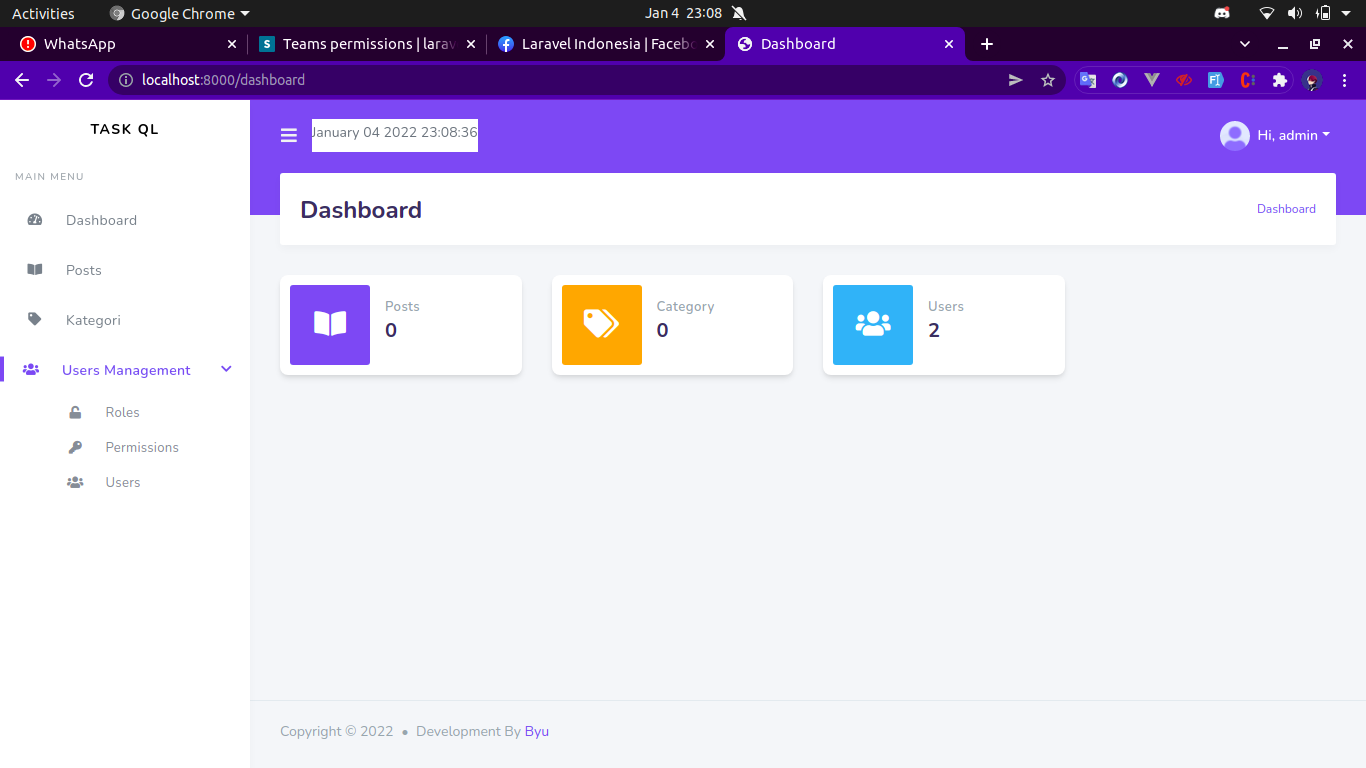 Activities
Google Chrome
Jan 4 23:08
WhatsApp
Teams permissions | larav
Laravel Indonesia | Faceb
Dashboard
localhost:8000/dashboard
TASK QL
January 04 2022 23:08:36
Hi, admin
MAIN MENU
Dashboard
Posts
Kategori
Users Management
Roles
Permissions
Users
Dashboard
Dashboard
Posts
0
Category
0
Users
2
Copyright © 2022 • Development By Byu